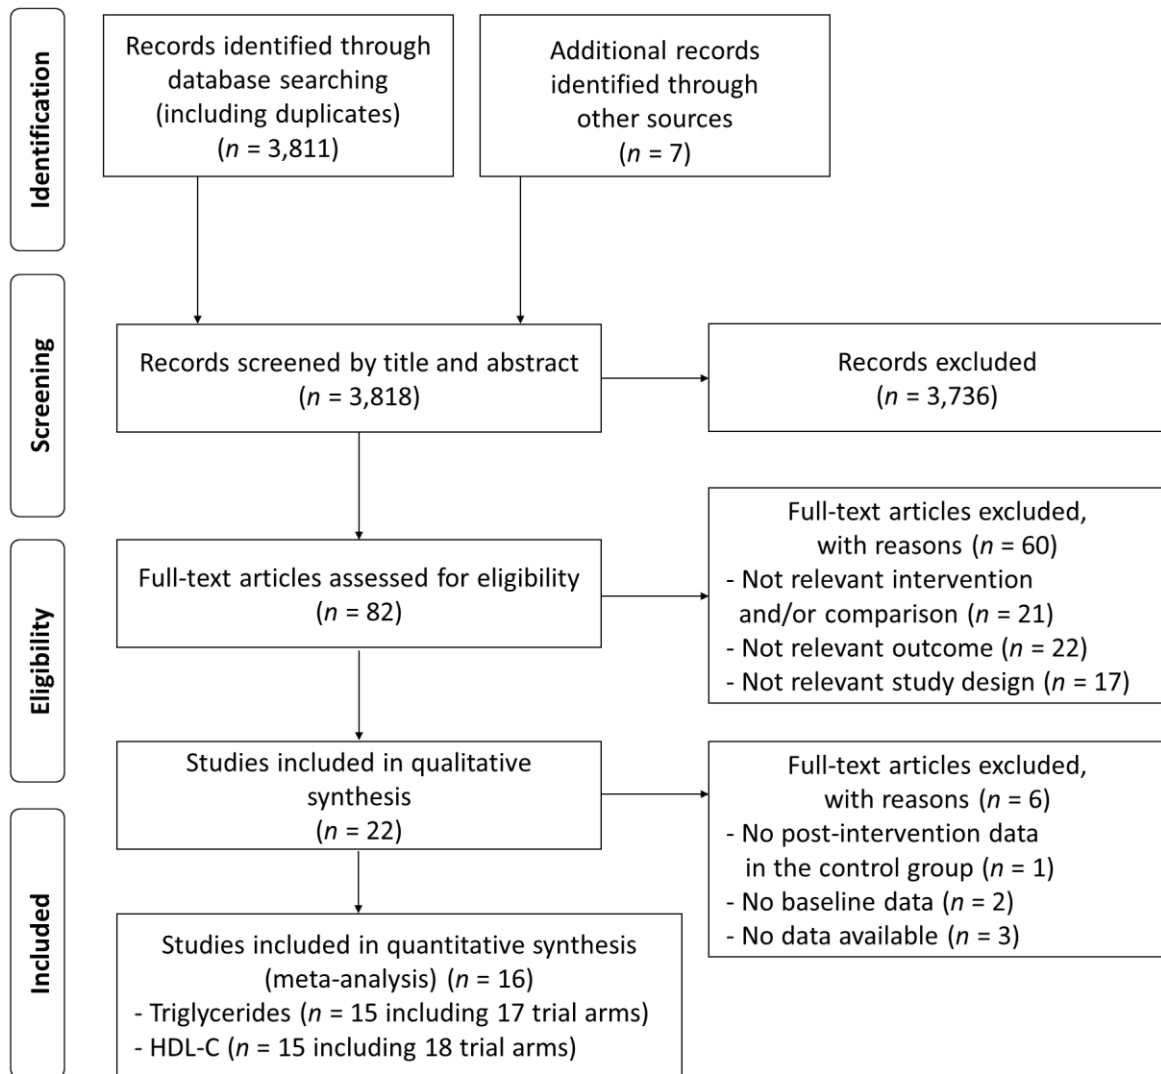 Identification
Records identified through
database searching
(including duplicates)
(n = 3,811)
Additional records
identified through
other sources
(n = 7)
Screening
Records screened by title and abstract
(n = 3,818)
Records excluded
(n = 3,736)
Eligibility
Full-text articles assessed for eligibility
(n = 82)
Full-text articles excluded,
with reasons (n = 60)
- Not relevant intervention
and/or comparison (n = 21)
- Not relevant outcome (n = 22)
- Not relevant study design (n = 17)
Studies included in qualitative
synthesis
(n = 22)
Full-text articles excluded,
with reasons (n = 6)
- No post-intervention data
in the control group (n = 1)
- No baseline data (n = 2)
- No data available (n = 3)
Included
Studies included in quantitative synthesis
(meta-analysis) (n = 16)
- Triglycerides (n = 15 including 17 trial arms)
- HDL-C (n = 15 including 18 trial arms)